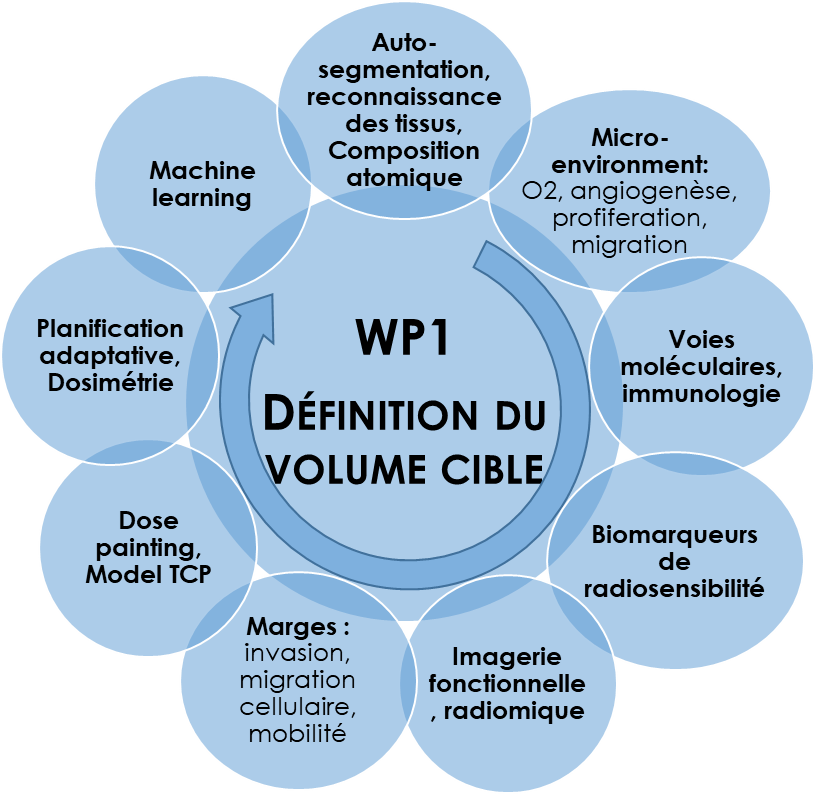 Auto-
segmentation,
reconnaissance
des tissus,
Composition
atomique
Micro-
environment:
O2, angiogenèse,
profiferation,
migration
Voies
moléculaires,
immunologie
Biomarqueurs
de
radiosensibilité
Imagerie
fonctionnelle
, radiomique
Marges :
invasion,
migration
cellulaire,
mobilité
Dose
painting,
Model TCP
Planification
adaptative,
Dosimétrie
Machine
learning
WP1
DÉFINITION DU
VOLUME CIBLE